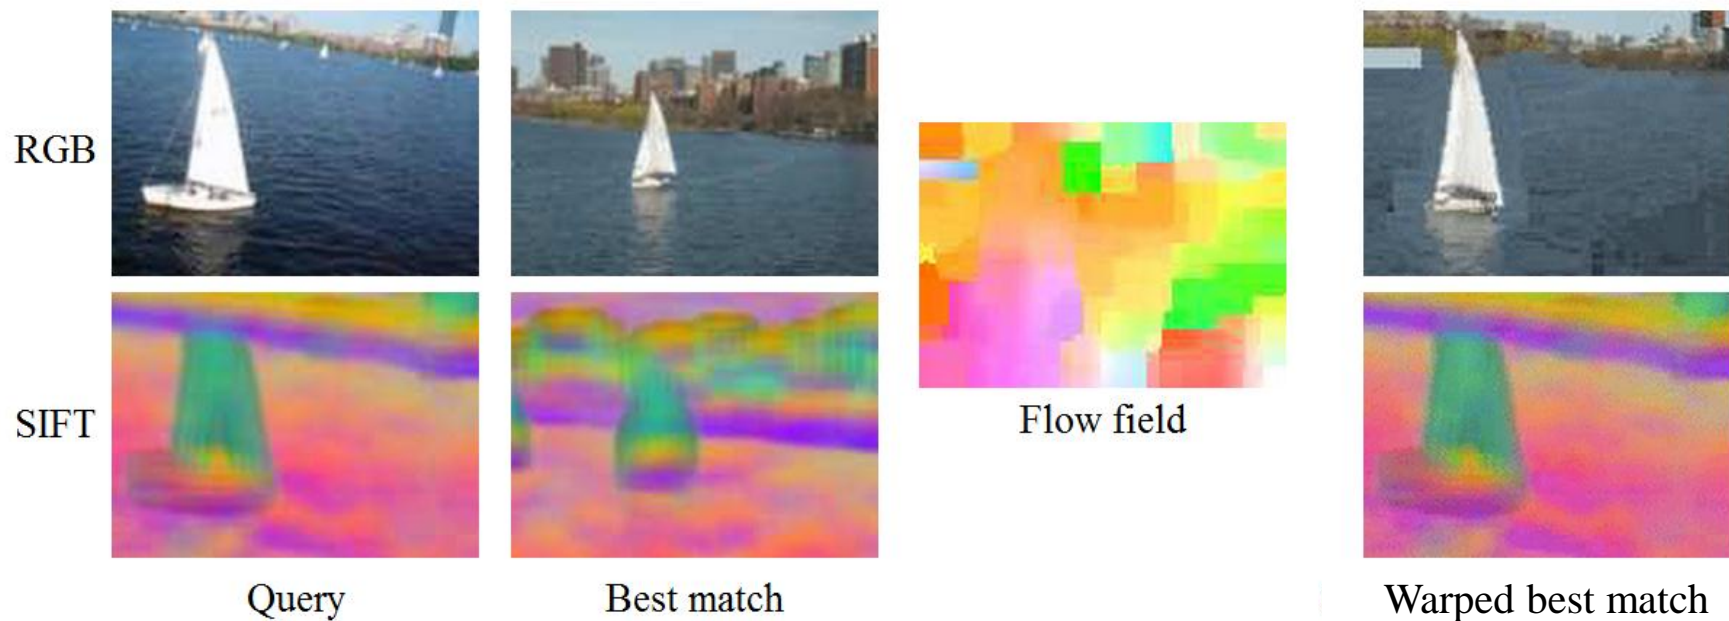 RGB
Flow field
SIFT
Query
Best match
Warped best match